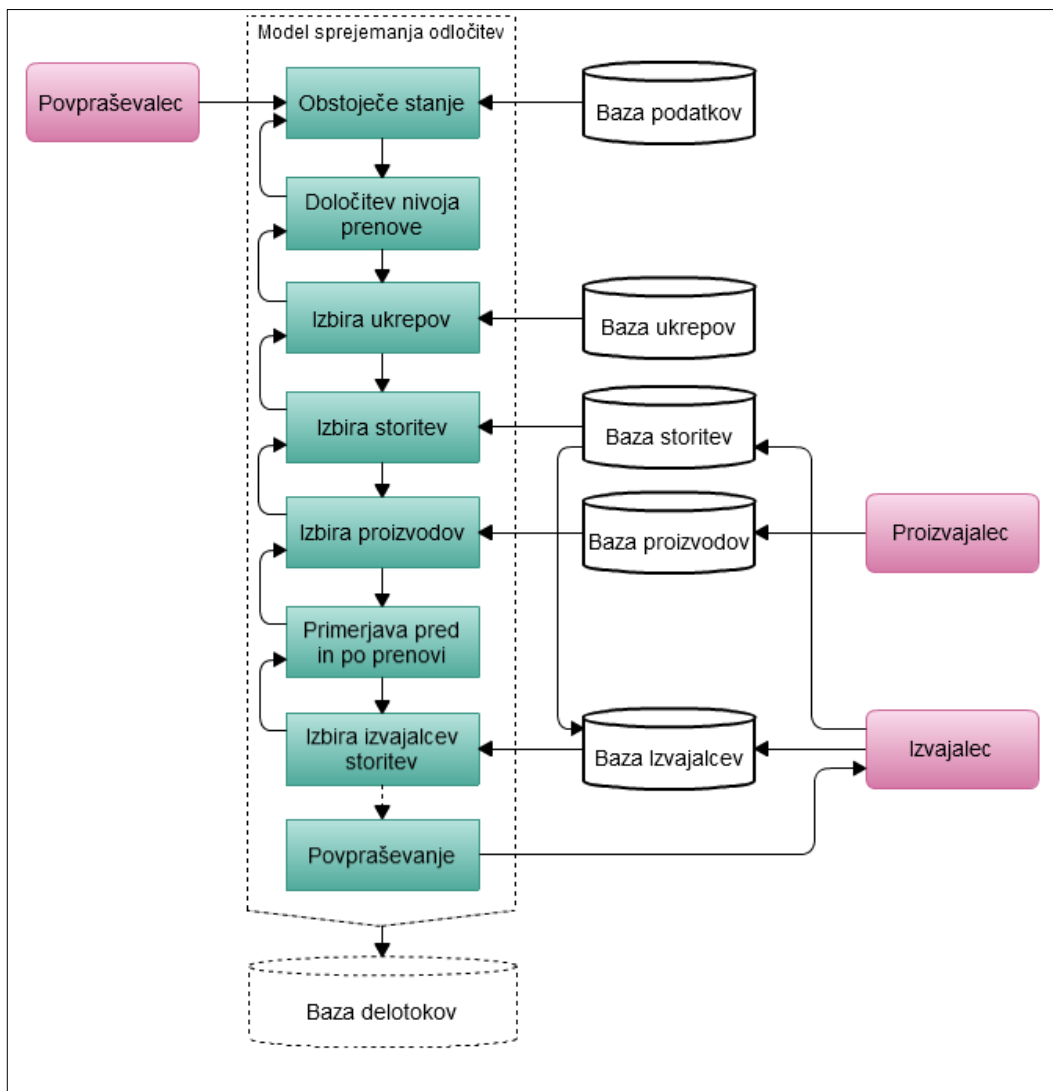 Model sprejemanja odločitev
Povpraševalec
Obstoječe stanje
Baza podatkov
Določitev nivoja
prenove
Izbira ukrepov
Baza ukrepov
Izbira storitev
Baza storitev
Izbira proizvodov
Baza proizvodov
Proizvajalec
Primerjava pred
in po prenovi
Izbira izvajalcev
storitev
Baza Izvajalcev
Izvajalec
Povpraševanje
Baza delotokov